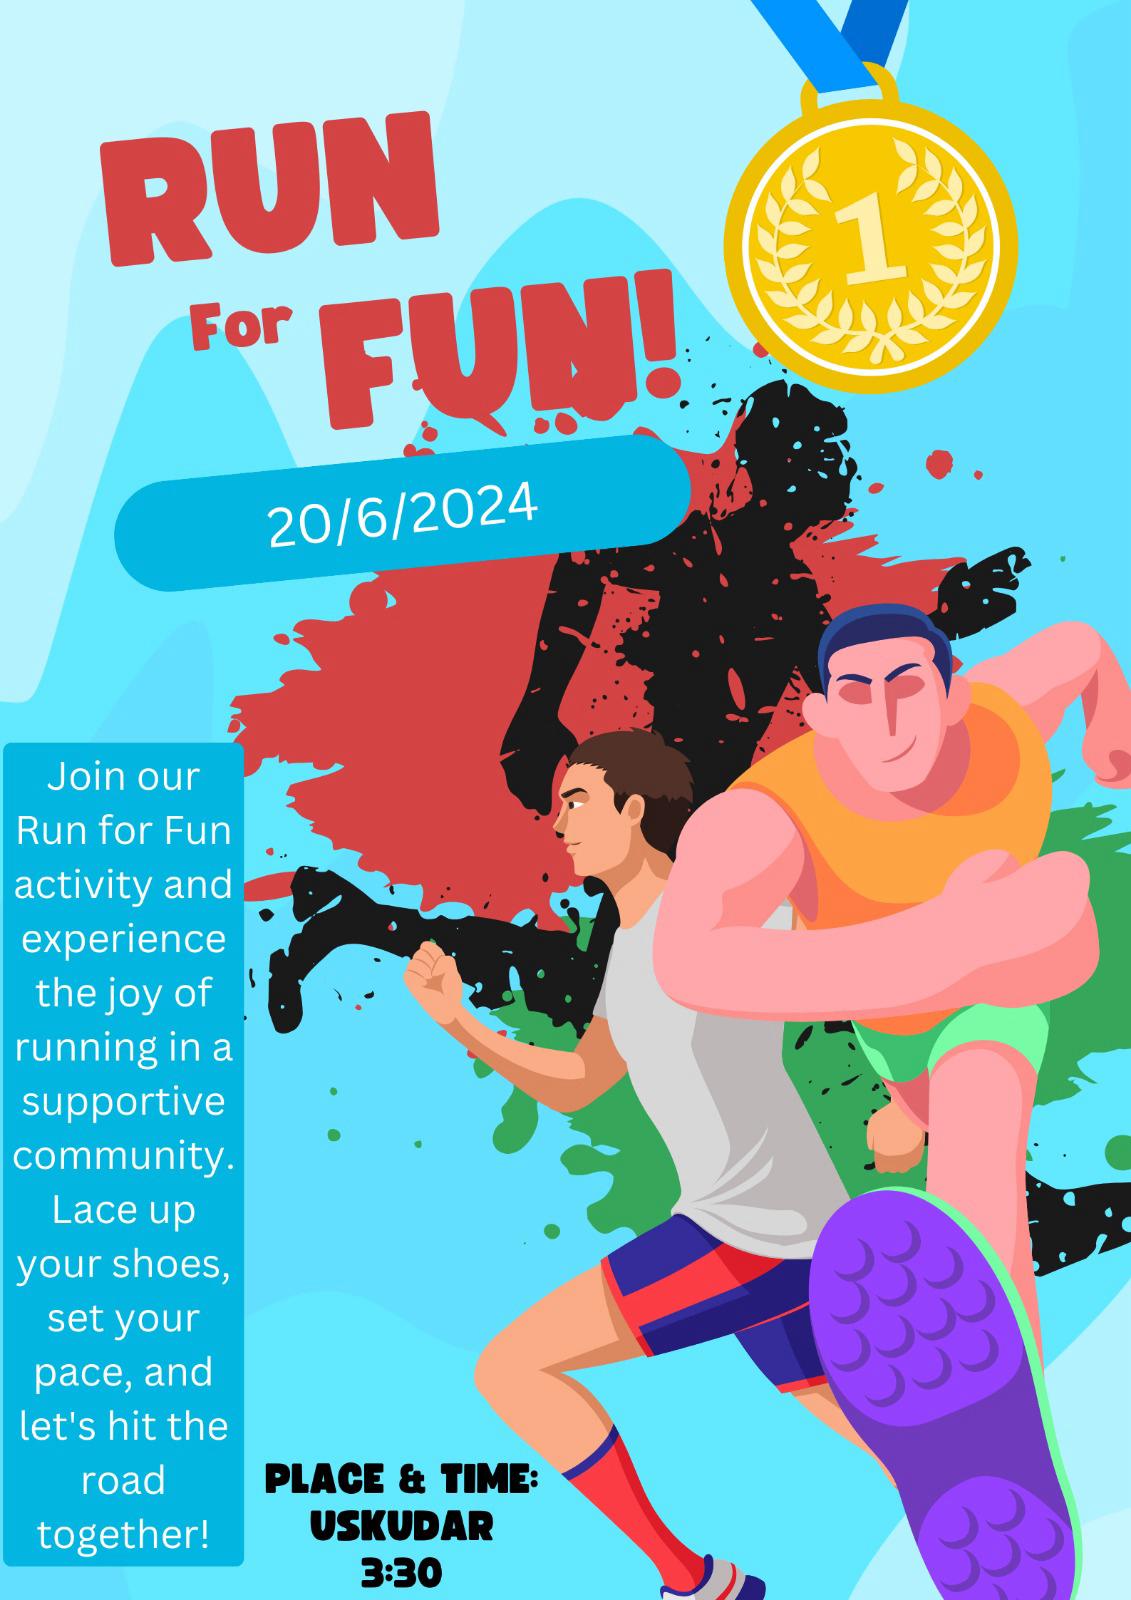 RUN
For FUN!
1
20/6/2024
Join our
Run for Fun
activity and
experience
the joy of
running in a
supportive
community.
Lace up
your shoes,
set your
pace, and
let's hit the
road
together!
PLACE & TIME:
USKUDAR
3:30